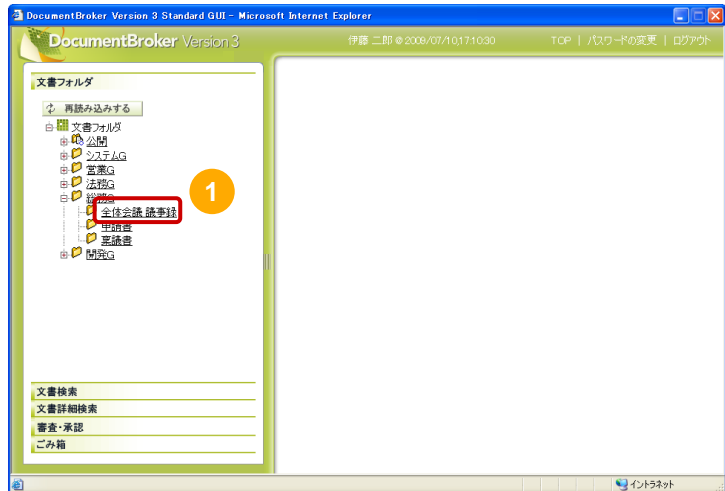 DocumentBroker Version 3 Standard GUI - Microsoft Internet Explorer
DocumentBroker Version 3
伊藤 二郎 @ 2009/07/10,17:10:30
TOP | パスワードの変更 | ログアウト
文書フォルダ
再読み込みする
文書フォルダ
公開
システムG
営業G
法務G
総務G
1
全体会議 議事録
申請書
稟議書
開発G
文書検索
文書詳細検索
審査・承認
ごみ箱
イントラネット